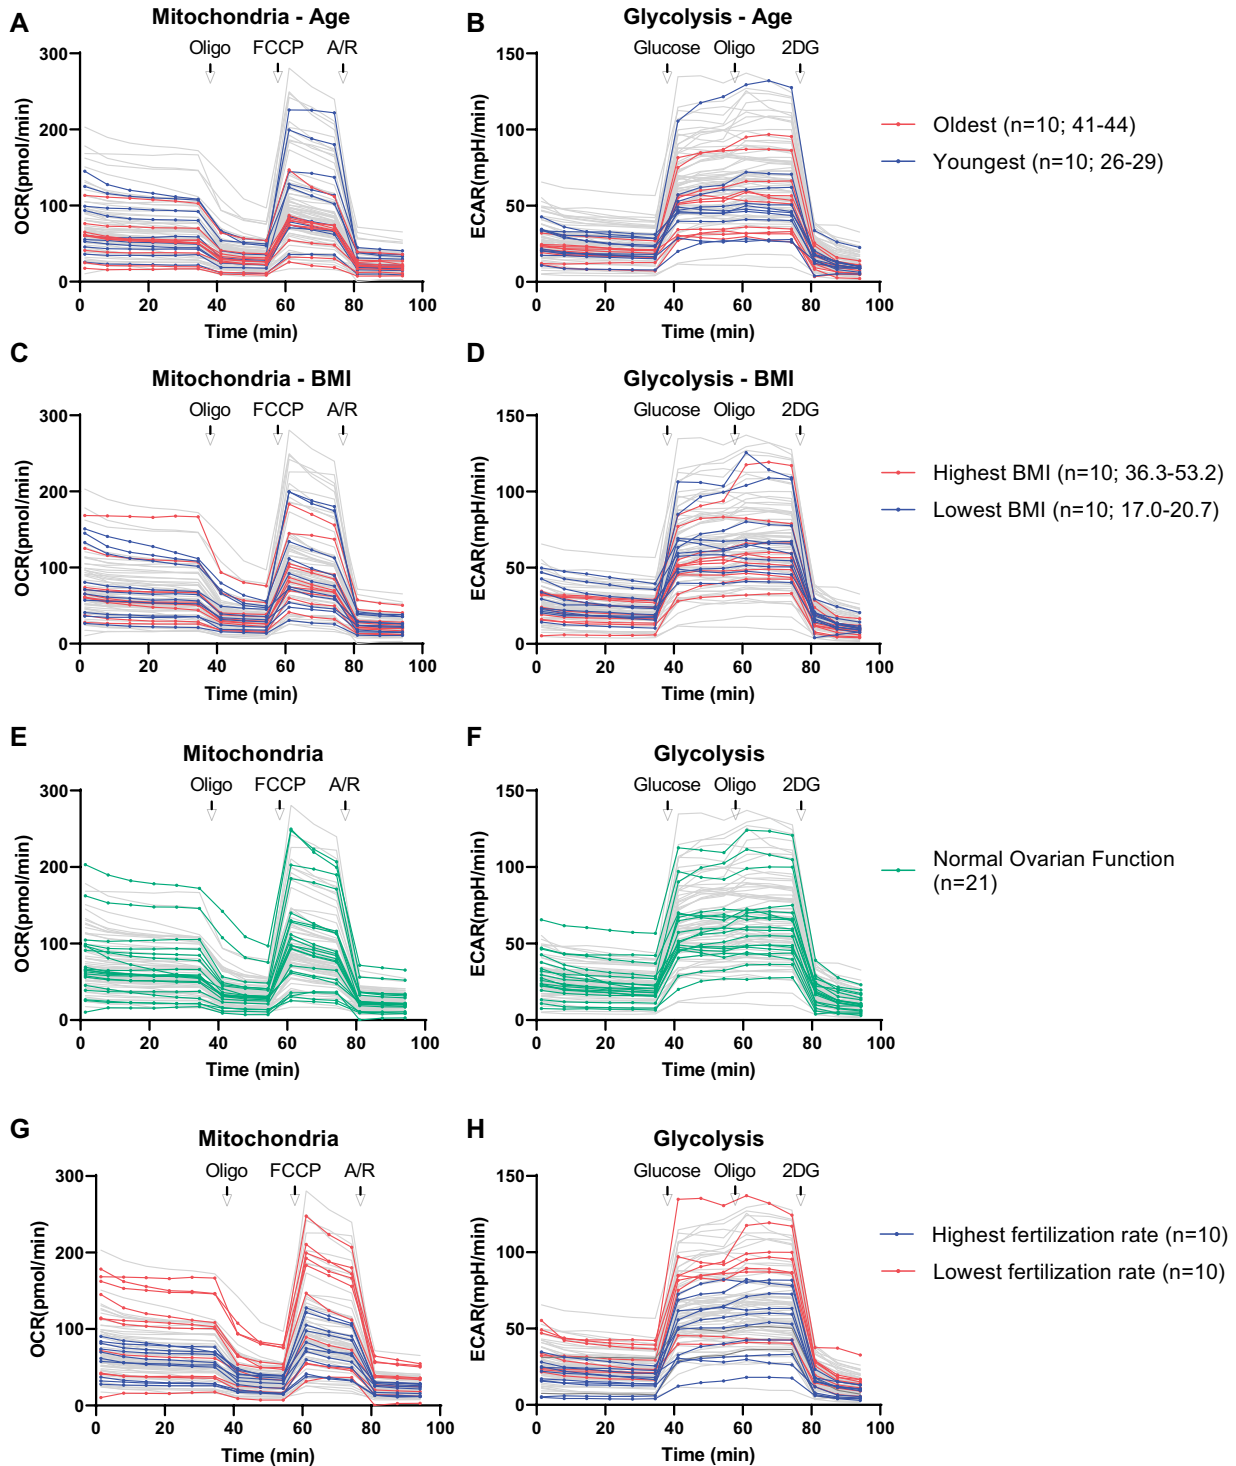 A
Mitochondria - Age
Oligo
FCCP
A/R
300
200
100
0
OCR(pmol/min)
0
20
40
60
80
100
Time (min)
B
Glycolysis - Age
Glucose
Oligo
2DG
150
100
50
0
ECAR(mpH/min)
0
20
40
60
80
100
Time (min)
Oldest (n=10; 41-44)
Youngest (n=10; 26-29)
C
Mitochondria - BMI
Oligo
FCCP
A/R
300
200
100
0
OCR(pmol/min)
0
20
40
60
80
100
Time (min)
D
Glycolysis - BMI
Glucose
Oligo
2DG
150
100
50
0
ECAR(mpH/min)
0
20
40
60
80
100
Time (min)
Highest BMI (n=10; 36.3-53.2)
Lowest BMI (n=10; 17.0-20.7)
E
Mitochondria
Oligo
FCCP
A/R
300
200
100
0
OCR(pmol/min)
0
20
40
60
80
100
Time (min)
F
Glycolysis
Glucose
Oligo
2DG
150
100
50
0
ECAR(mpH/min)
0
20
40
60
80
100
Time (min)
Normal Ovarian Function
(n=21)
G
Mitochondria
Oligo
FCCP
A/R
300
200
100
0
OCR(pmol/min)
0
20
40
60
80
100
Time (min)
H
Glycolysis
Glucose
Oligo
2DG
150
100
50
0
ECAR(mpH/min)
0
20
40
60
80
100
Time (min)
Highest fertilization rate (n=10)
Lowest fertilization rate (n=10)